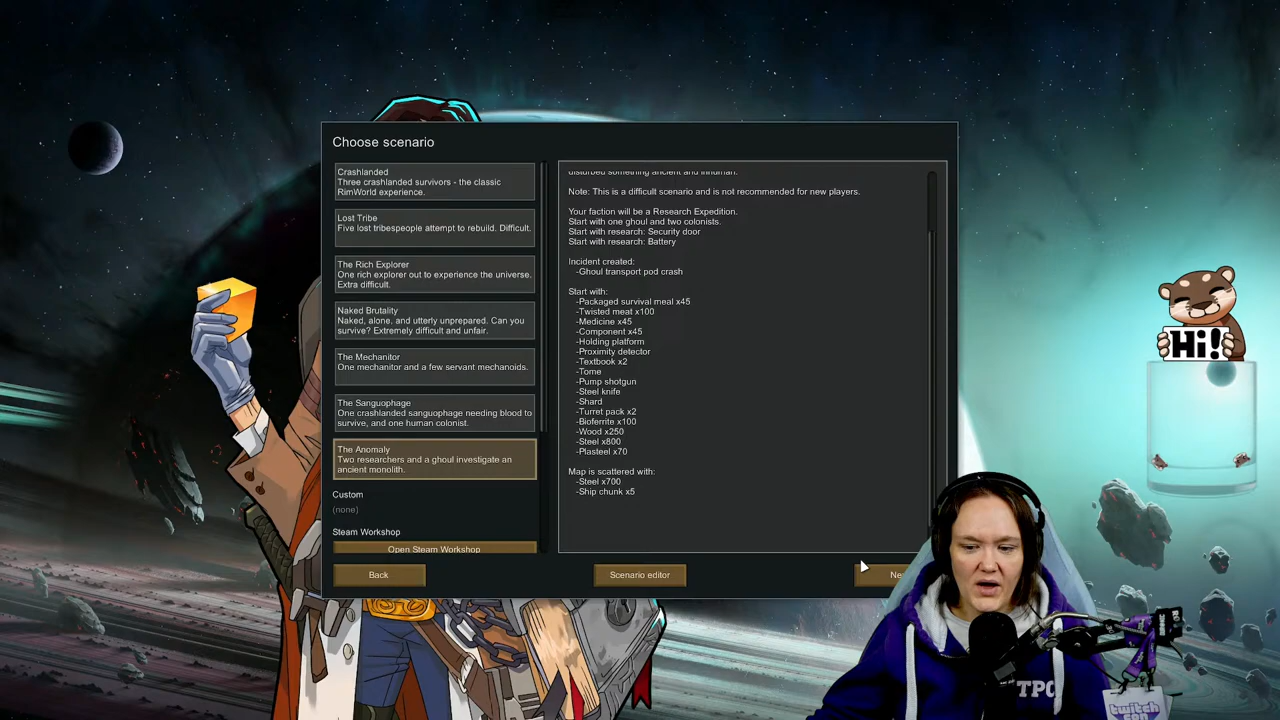 Choose scenario
Crashlanded
Three crashlanded survivors - the classic
RimWorld experience.
Lost Tribe
Five lost tribespeople attempt to rebuild. Difficult.
The Rich Explorer
One rich explorer out to experience the universe.
Extra difficult.
Naked Brutality
Naked, alone, and utterly unprepared. Can you
survive? Extremely difficult and unfair.
The Mechanitor
One mechanitor and a few servant mechanoids.
The Sanguophage
One crashlanded sanguophage needing blood to
survive, and one human colonist.
The Anomaly
Two researchers and a ghoul investigate an
ancient monolith.
Custom
(none)
Steam Workshop
Open Steam Workshop
disturbed something ancient and inhuman.
Note: This is a difficult scenario and is not recommended for new players.
Your faction will be a Research Expedition.
Start with one ghoul and two colonists.
Start with research: Security door
Start with research: Battery
Incident created:
-Ghoul transport pod crash
Start with:
-Packaged survival meal x45
-Twisted meat x100
-Medicine x45
-Component x45
-Holding platform
-Proximity detector
-Textbook x2
-Tome
-Pump shotgun
-Steel knife
-Shard
-Turret pack x2
-Bioferrite x100
-Wood x250
-Steel x800
-Plasteel x70
Map is scattered with:
-Steel x700
-Ship chunk x5
Back
Scenario editor
Ne
Hi!
TPC
twitch